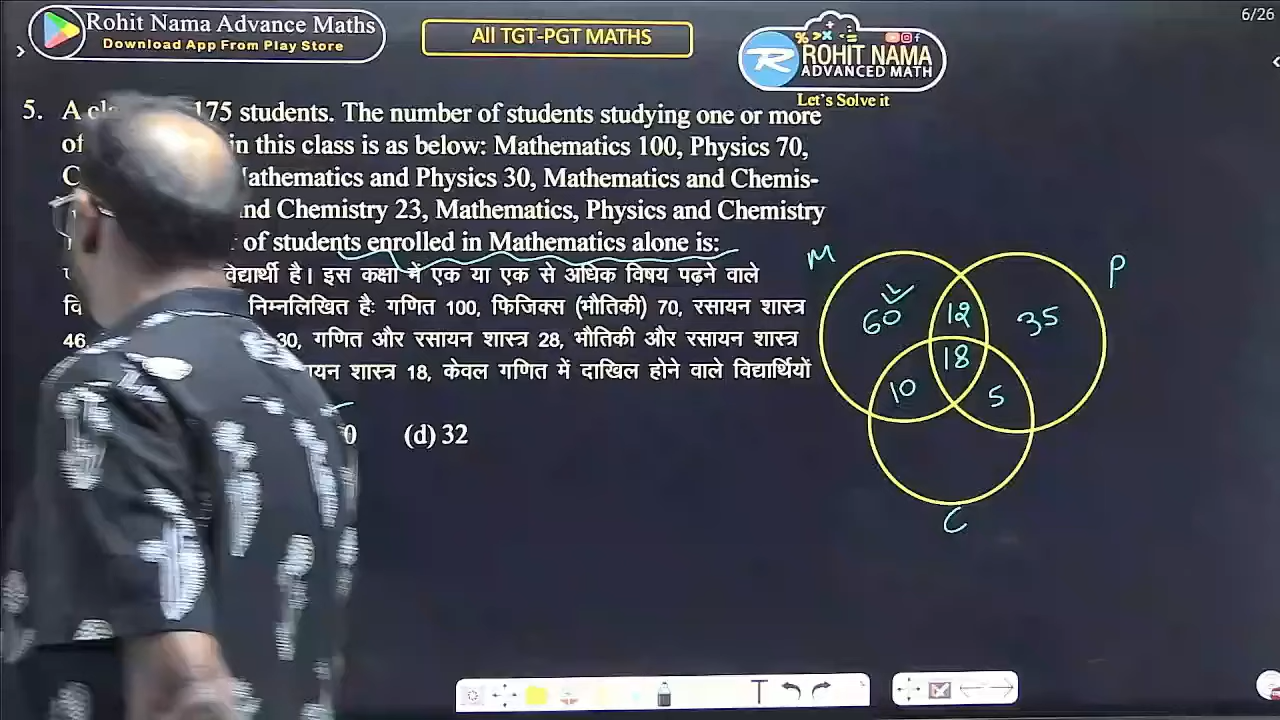 6/26
Rohit Nama Advance Maths
Download App From Play Store
All TGT-PGT MATHS
ROHIT NAMA
ADVANCED MATH
Let's Solve it
5. A 175 students. The number of students studying one or more
of in this class is as below: Mathematics 100, Physics 70,
Mathematics and Physics 30, Mathematics and Chemis-
Chemistry 23, Mathematics, Physics and Chemistry
of students enrolled in Mathematics alone is:
विद्यार्थी है। इस कक्षा में एक या एक से अधिक विषय पढ़ने वाले
निम्नलिखित हैः गणित 100, फिजिक्स (भौतिकी) 70, रसायन शास्त्र
46, 30, गणित और रसायन शास्त्र 28, भौतिकी और रसायन शास्त्र
शास्त्र 18, केवल गणित में दाखिल होने वाले विद्यार्थियों
(d) 32
M
P
60
12
35
18
10
5
C
T